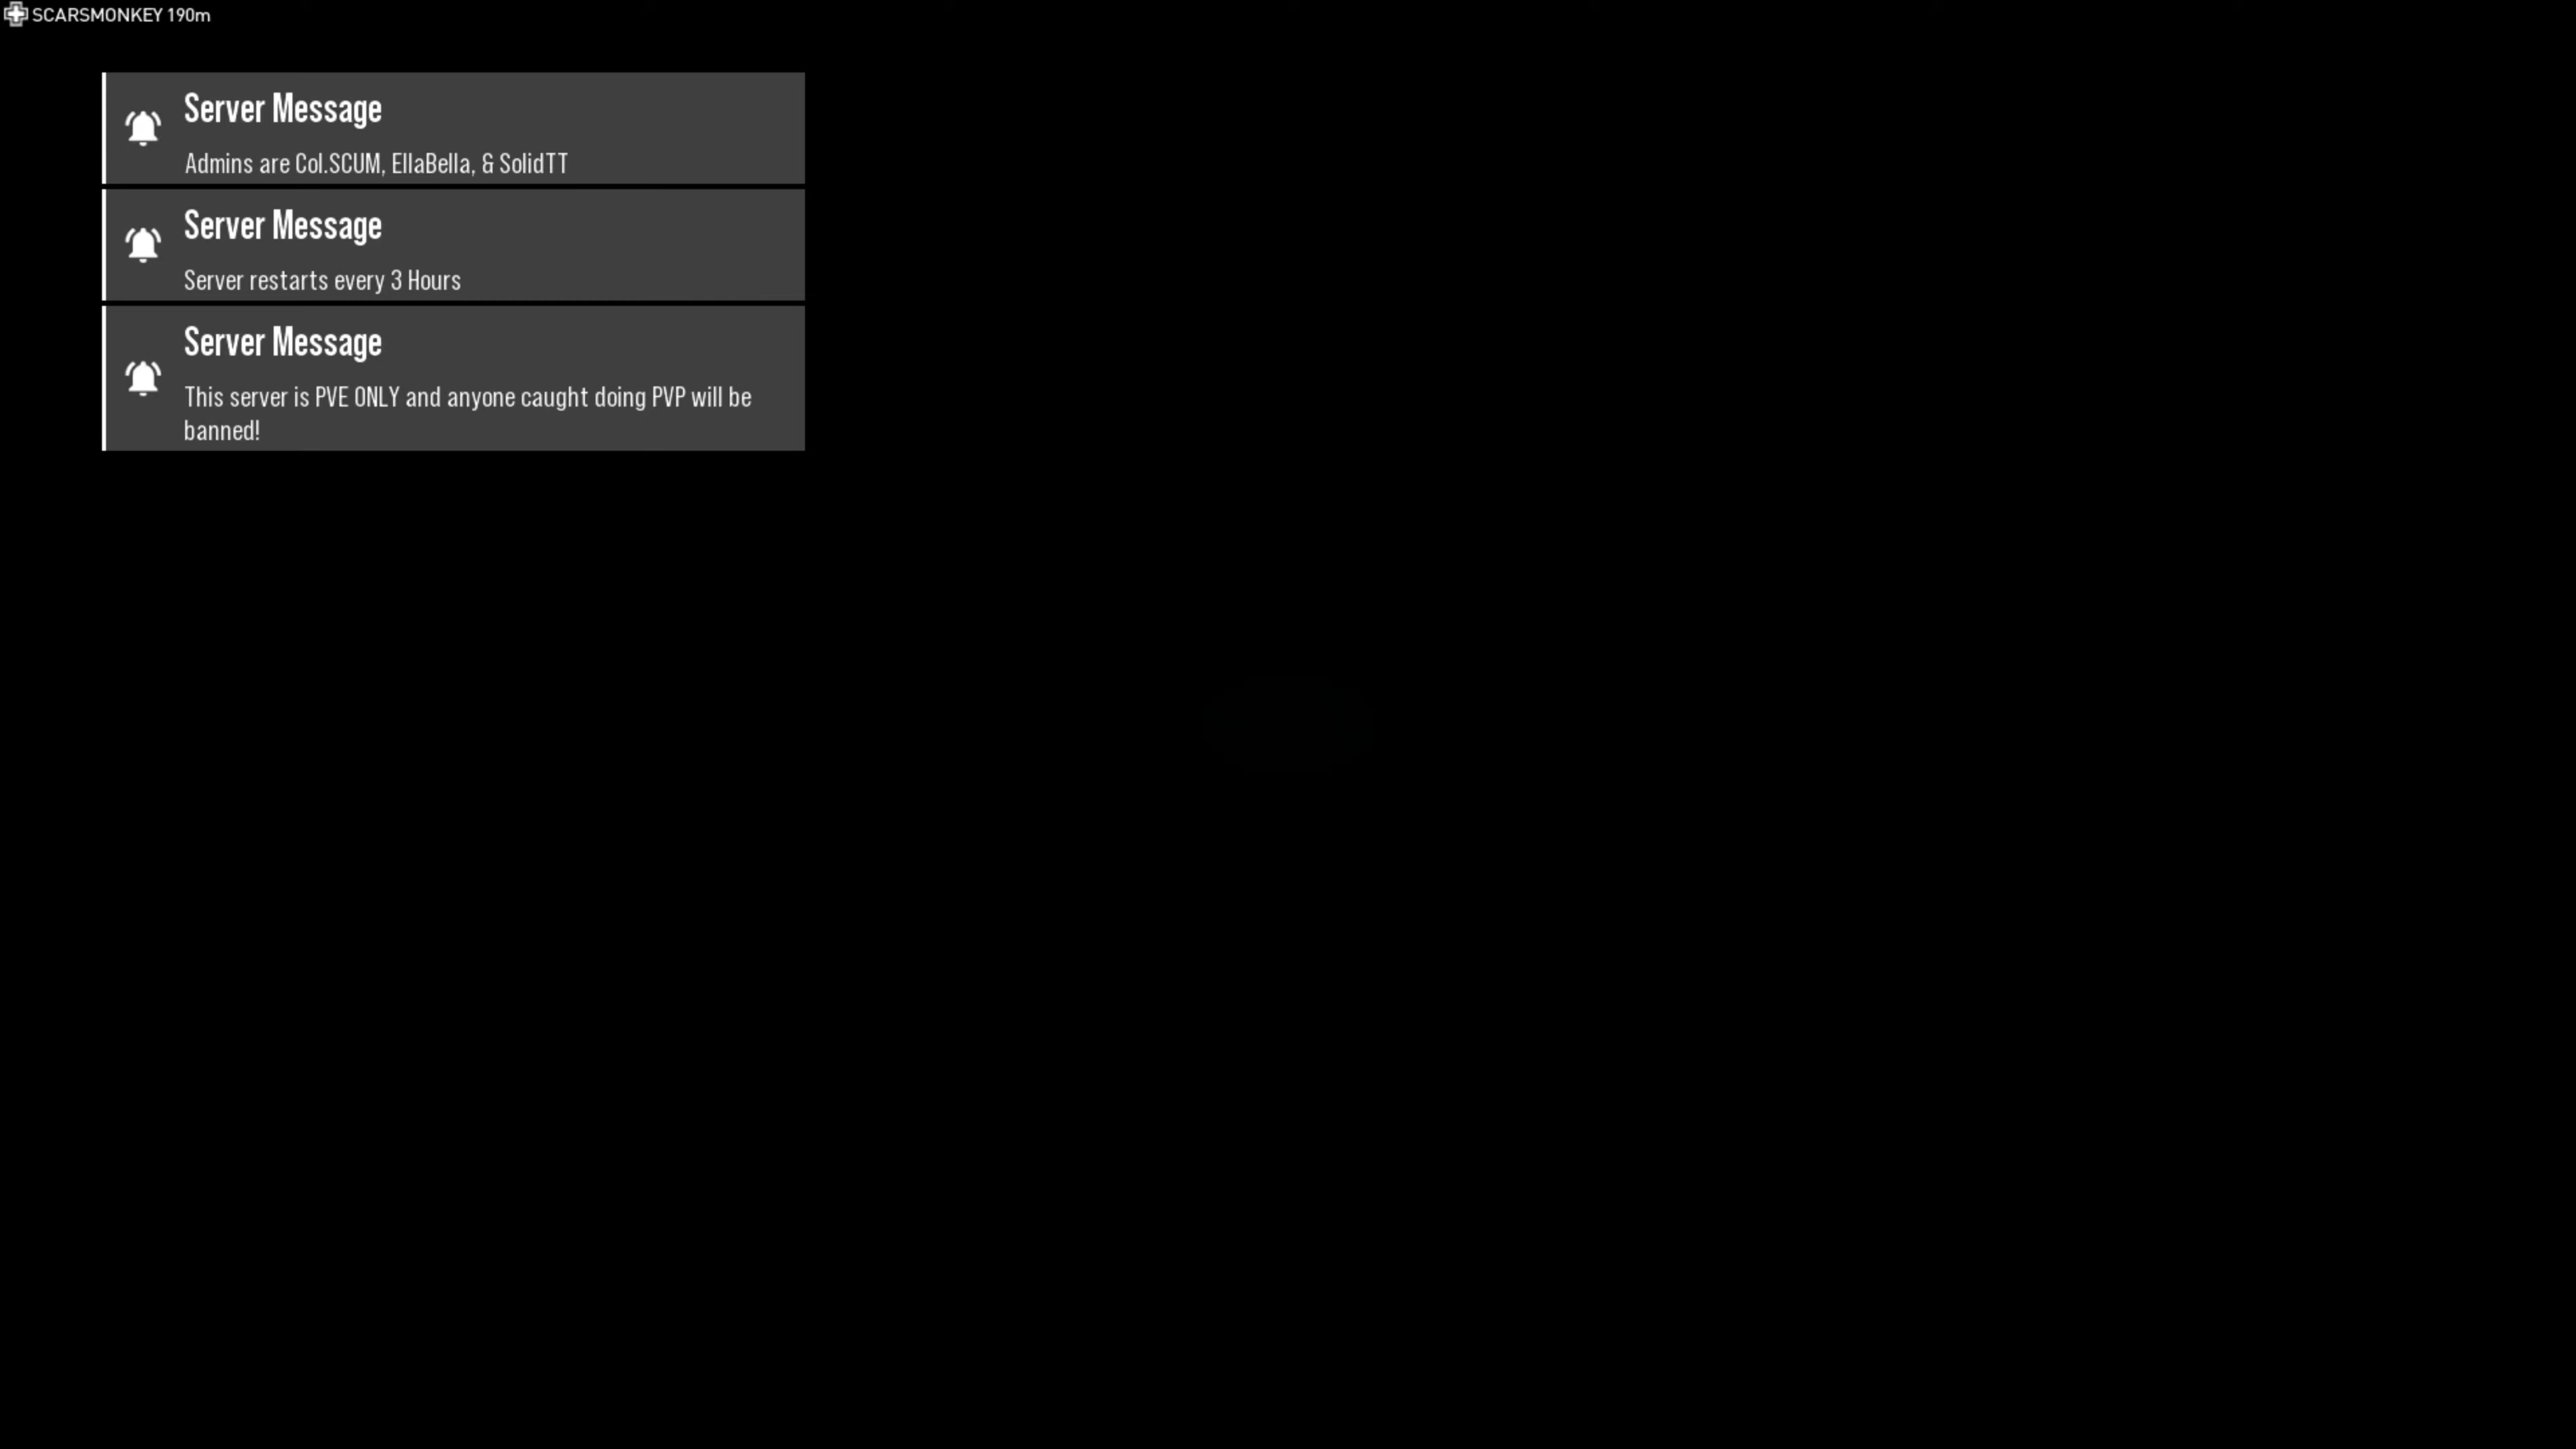 SCARSMONKEY 190m
Server Message
Admins are Col.SCUM, EllaBella, & SolidTT
Server Message
Server restarts every 3 Hours
Server Message
This server is PVE ONLY and anyone caught doing PVP will be
banned!